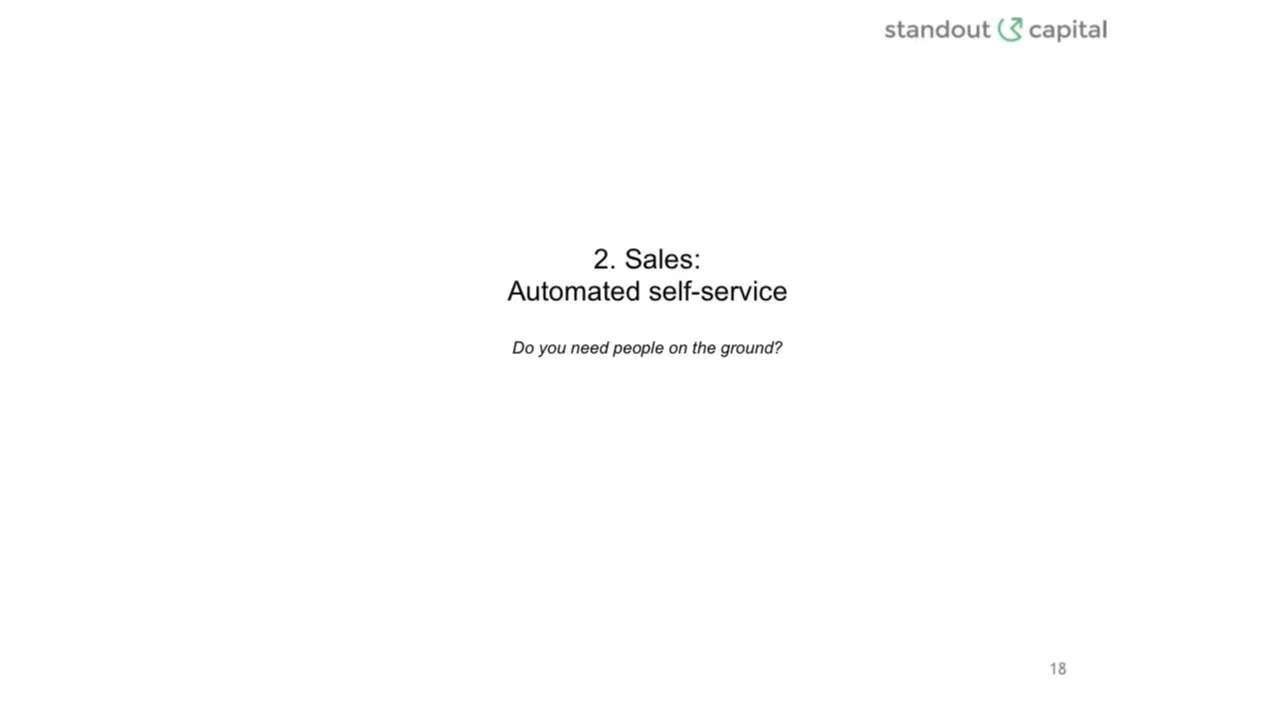 standout capital
2. Sales:
Automated self-service
Do you need people on the ground?
18